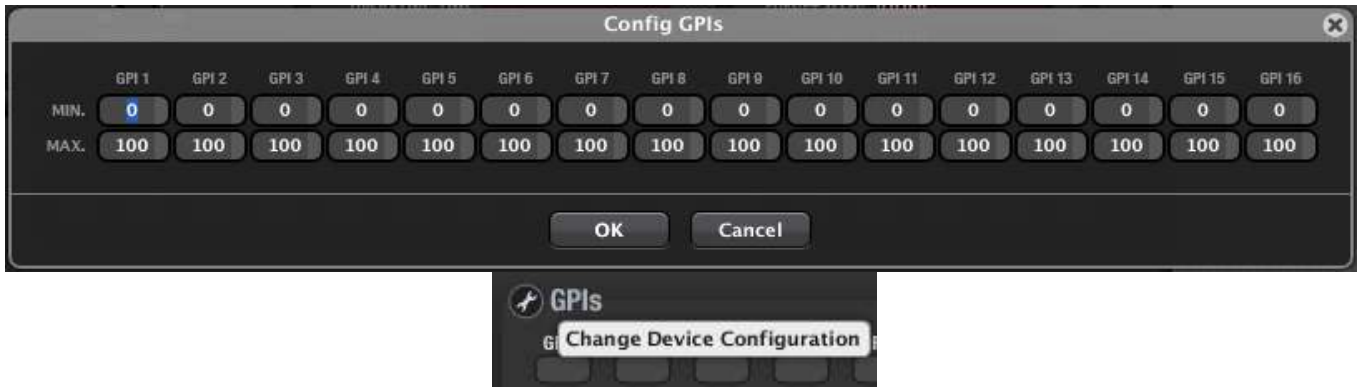 Config GPIs
GPI 1 GPI 2 GPI 3 GPI 4 GPI 5 GPI 6 GPI 7 GPI 8 GPI 9 GPI 10 GPI 11 GPI 12 GPI 13 GPI 14 GPI 15 GPI 16
MIN. 0 0 0 0 0 0 0 0 0 0 0 0 0 0 0 0
MAX. 100 100 100 100 100 100 100 100 100 100 100 100 100 100 100 100
OK Cancel
GPIs
Change Device Configuration